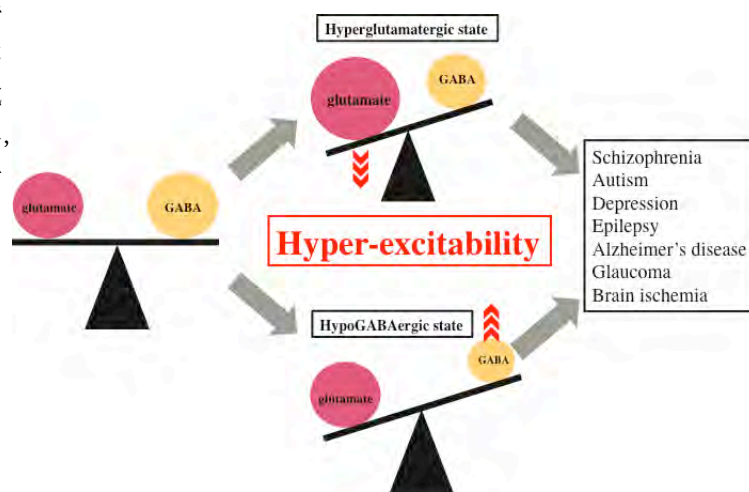 Hyperglutamatergic state
glutamate
GABA
glutamate
GABA
Hyper-excitability
Schizophrenia
Autism
Depression
Epilepsy
Alzheimer's disease
Glaucoma
Brain ischemia
HypoGABAergic state
glutamate
GABA